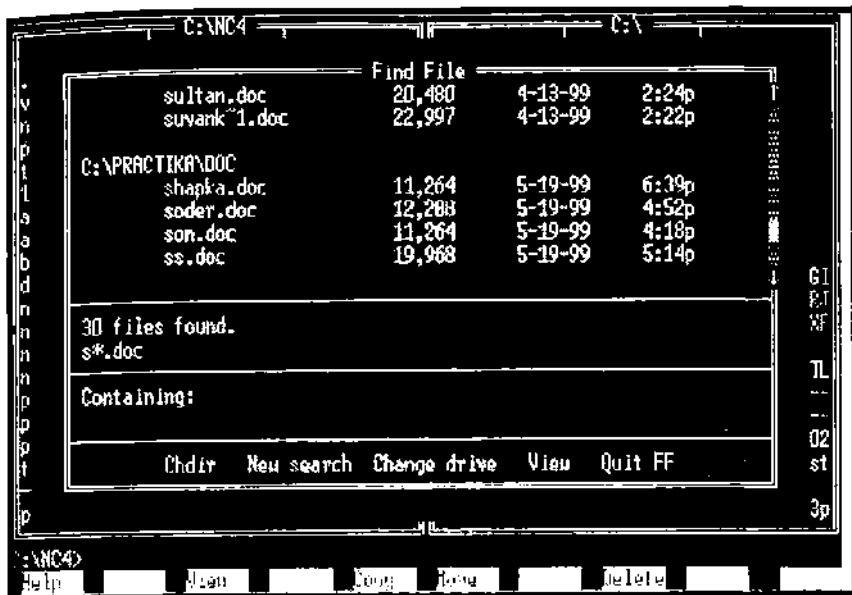 C:\NC4 C:\
Find File
sultan.doc 20,480 4-13-99 2:24p
suvank~1.doc 22,997 4-13-99 2:22p
C:\PRACTIKA\DOC
shapka.doc 11,264 5-19-99 6:39p
soder.doc 12,288 5-19-99 4:52p
son.doc 11,264 5-19-99 4:18p
ss.doc 19,968 5-19-99 5:14p
30 files found.
s*.doc
Containing:
Chdir New search Change drive View Quit FF
:\NC4>
Help View Copy Delete